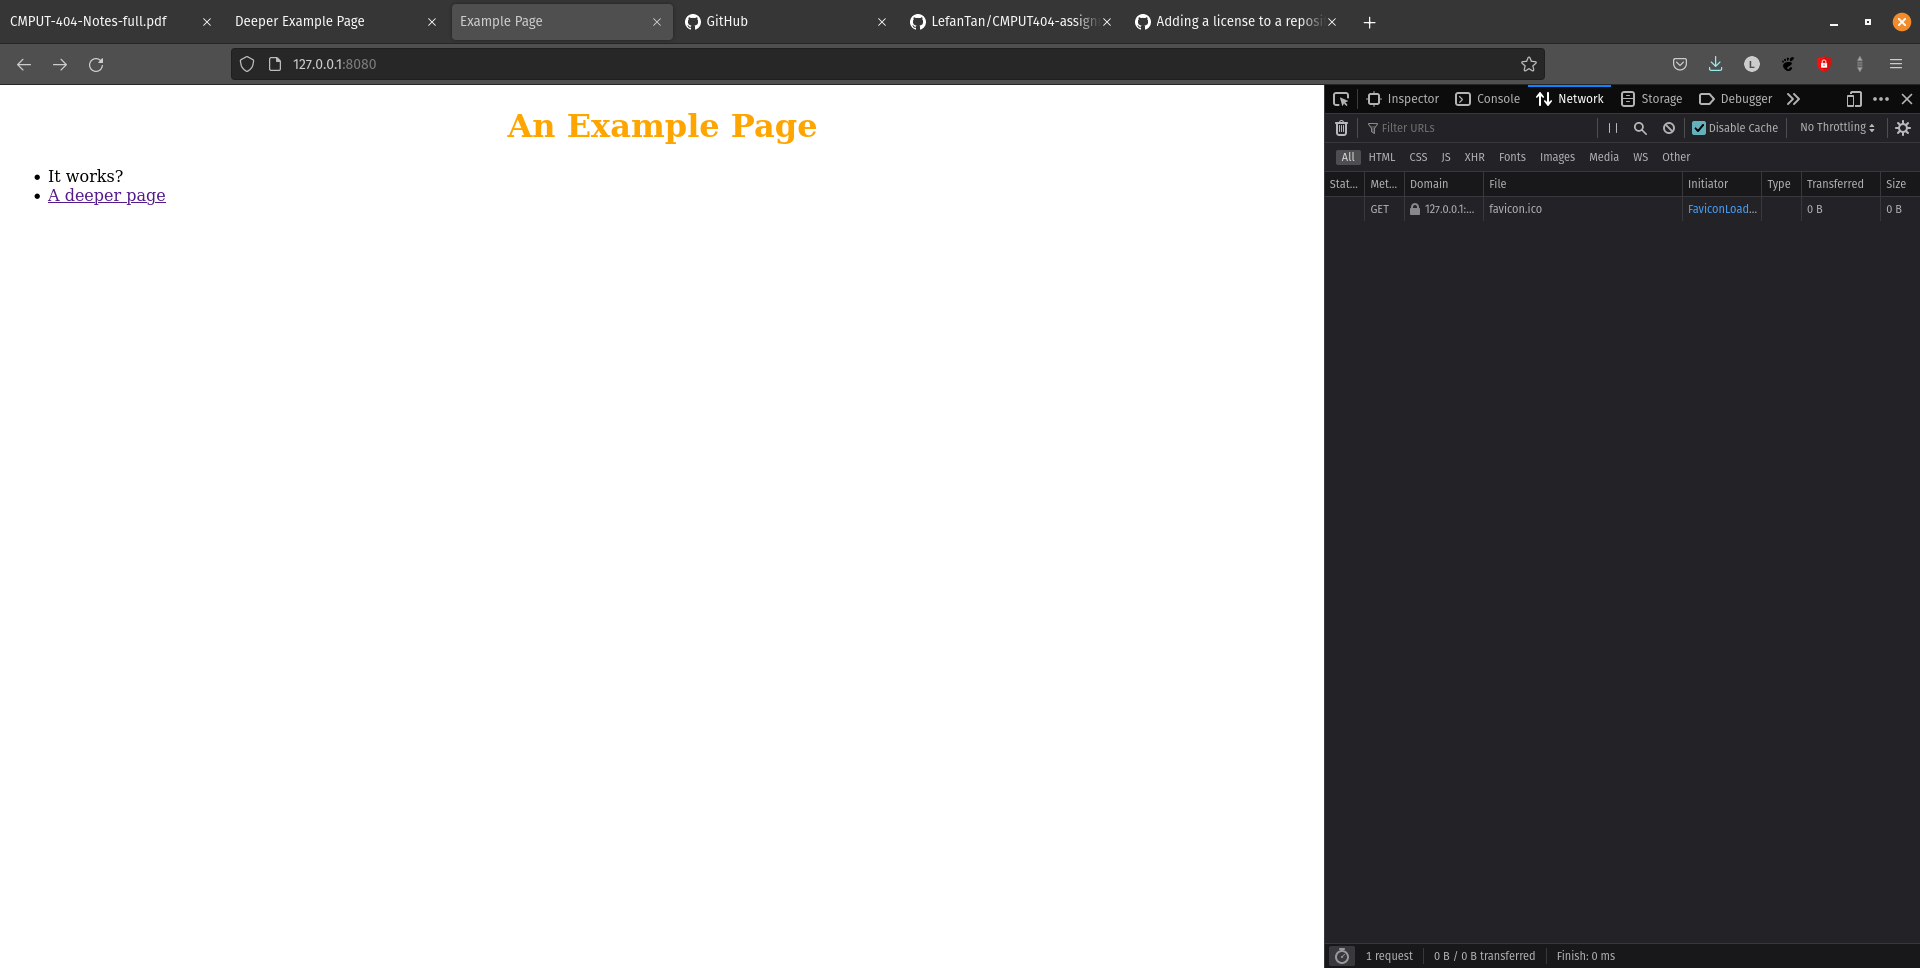 CMPUT-404-Notes-full.pdf
Deeper Example Page
Example Page
GitHub
LefanTan/CMPUT404-assign
Adding a license to a reposi
127.0.0.1:8080
L
An Example Page
It works?
A deeper page
Inspector Console Network Storage Debugger
Filter URLs Disable Cache No Throttling
All HTML CSS JS XHR Fonts Images Media WS Other
Stat... Met... Domain File Initiator Type Transferred Size
GET 127.0.0.1:... favicon.ico FaviconLoad... 0 B 0 B
1 request 0 B / 0 B transferred Finish: 0 ms